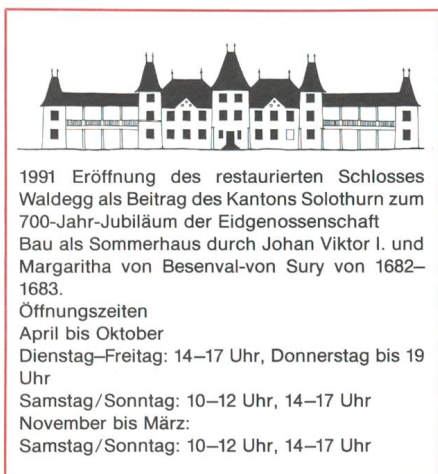 1991 Eröffnung des restaurierten Schlosses
Waldegg als Beitrag des Kantons Solothurn zum
700-Jahr-Jubiläum der Eidgenossenschaft
Bau als Sommerhaus durch Johan Viktor I. und
Margaritha von Besenval-von Sury von 1682–
1683.
Öffnungszeiten
April bis Oktober
Dienstag–Freitag: 14–17 Uhr, Donnerstag bis 19
Uhr
Samstag/Sonntag: 10–12 Uhr, 14–17 Uhr
November bis März:
Samstag/Sonntag: 10–12 Uhr, 14–17 Uhr